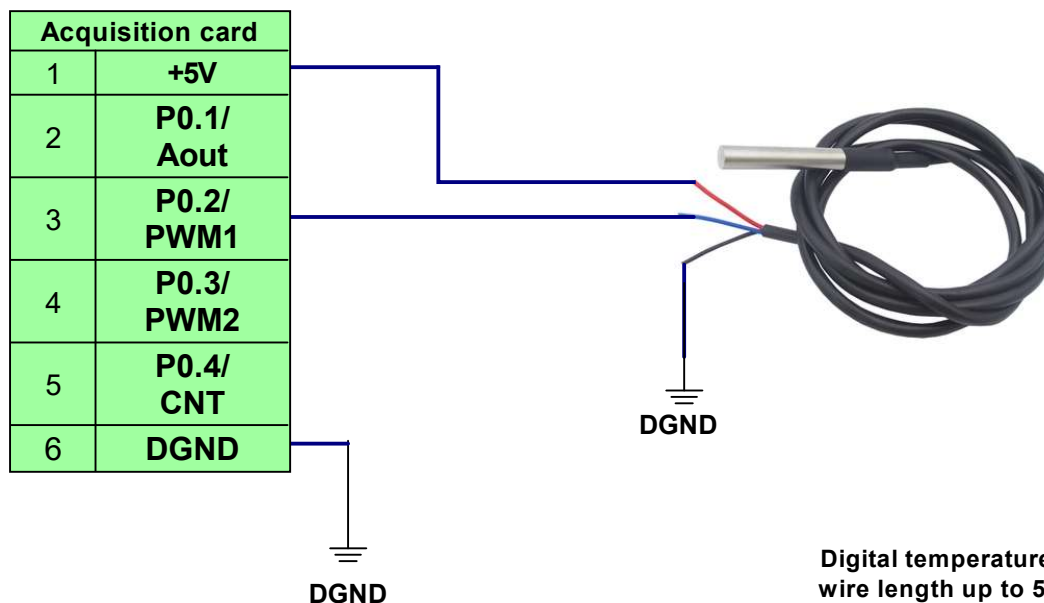 Acquisition card
1 +5V
2 P0.1/
Aout
3 P0.2/
PWM1
4 P0.3/
PWM2
5 P0.4/
CNT
6 DGND
DGND
DGND
Digital temperature
wire length up to 5